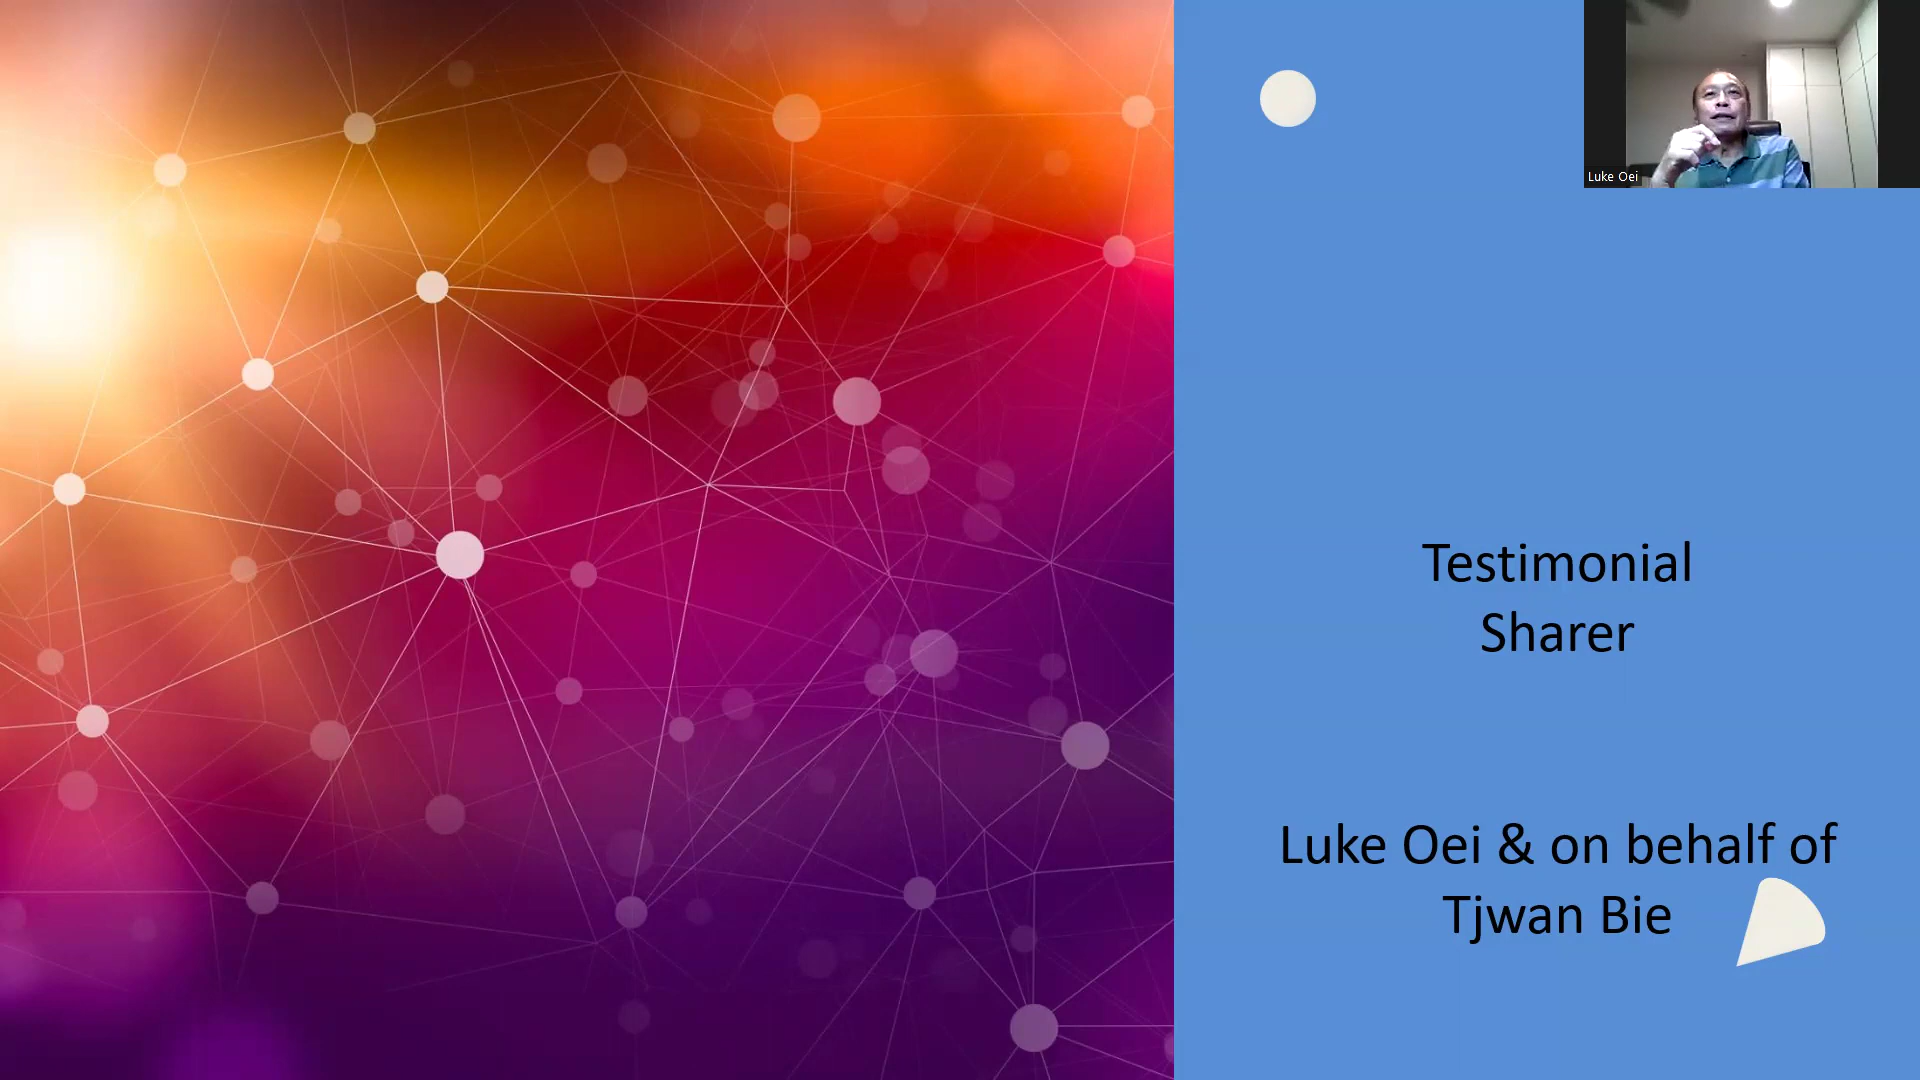 Luke Oei
Testimonial
Sharer
Luke Oei & on behalf of
Tjwan Bie